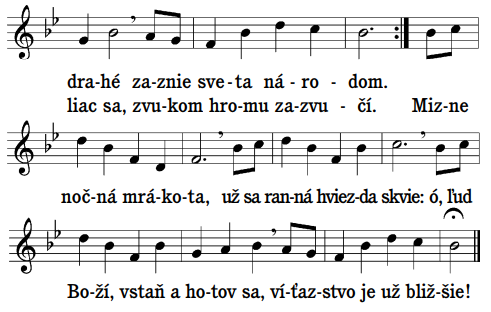 dra-hé za-znie sve-ta ná-ro-dom.
liac sa, zvu-kom hro-mu za-zvu-čí. Miz-ne
noč-ná mrá-ko-ta, už sa ran-ná hviez-da skvie: ó, ľud
Bo-ží, vstaň a ho-tov sa, ví-ťaz-stvo je už bliž-šie!